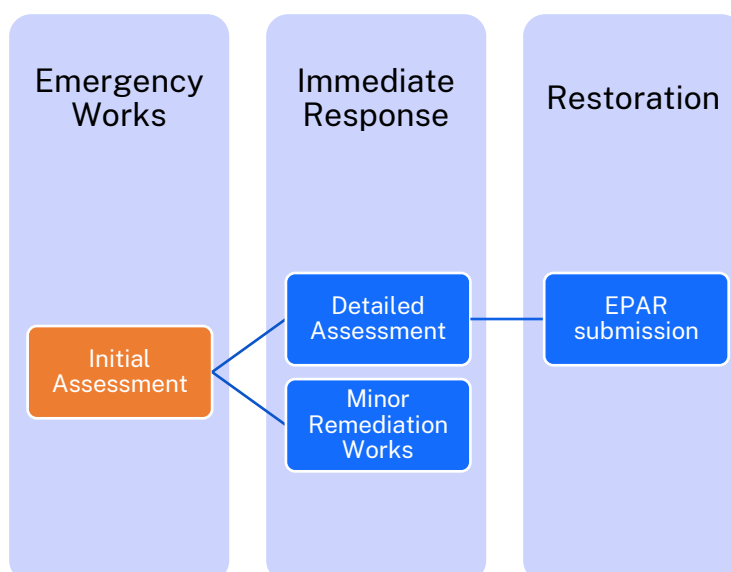 Emergency
Works
Immediate
Response
Restoration
Initial
Assessment
Detailed
Assessment
Minor
Remediation
Works
EPAR
submission